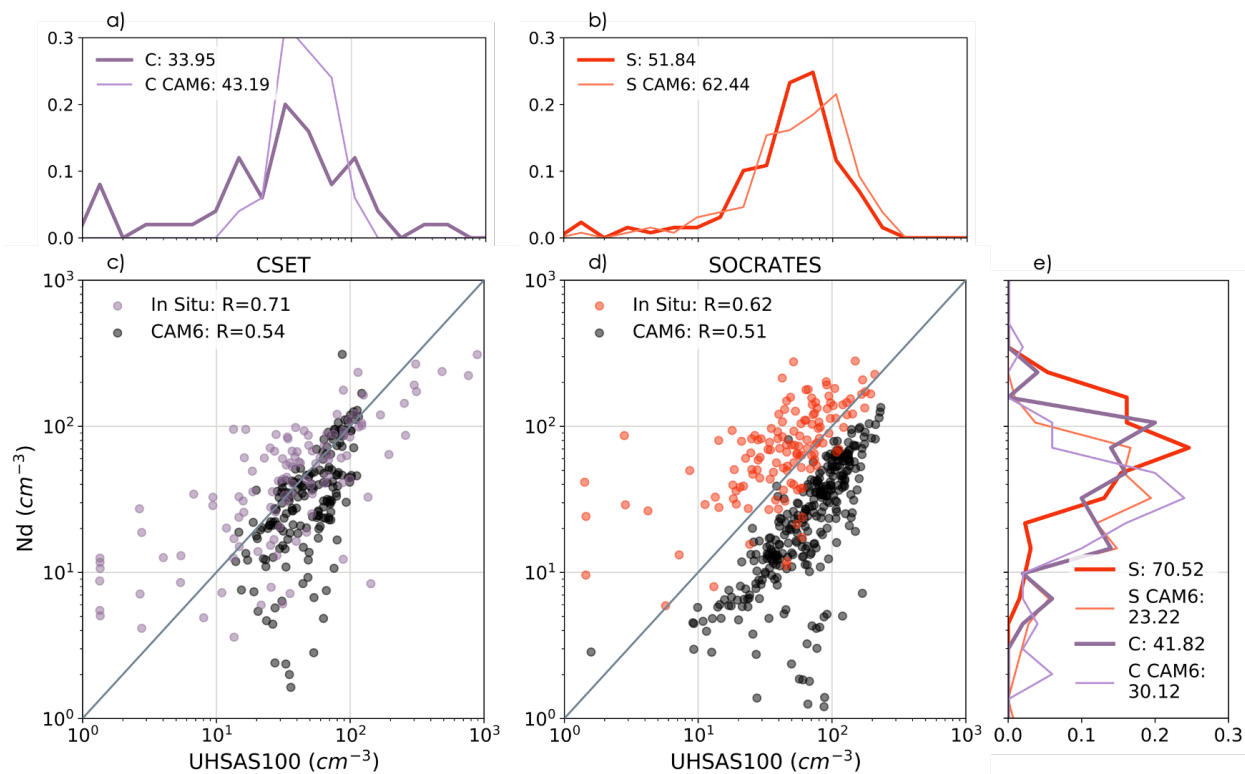 a)
b)
0.3
0.2
0.1
0.0
C: 33.95
C CAM6: 43.19
0.3
0.2
0.1
0.0
S: 51.84
S CAM6: 62.44
c)
CSET
d)
SOCRATES
e)
10³
10²
10¹
10⁰
In Situ: R=0.71
CAM6: R=0.54
Nd (cm⁻³)
10⁰
10¹
10²
10³
UHSAS100 (cm⁻³)
10³
10²
10¹
10⁰
In Situ: R=0.62
CAM6: R=0.51
10⁰
10¹
10²
10³
UHSAS100 (cm⁻³)
S: 70.52
S CAM6:
23.22
C: 41.82
C CAM6:
30.12
0.0
0.1
0.2
0.3